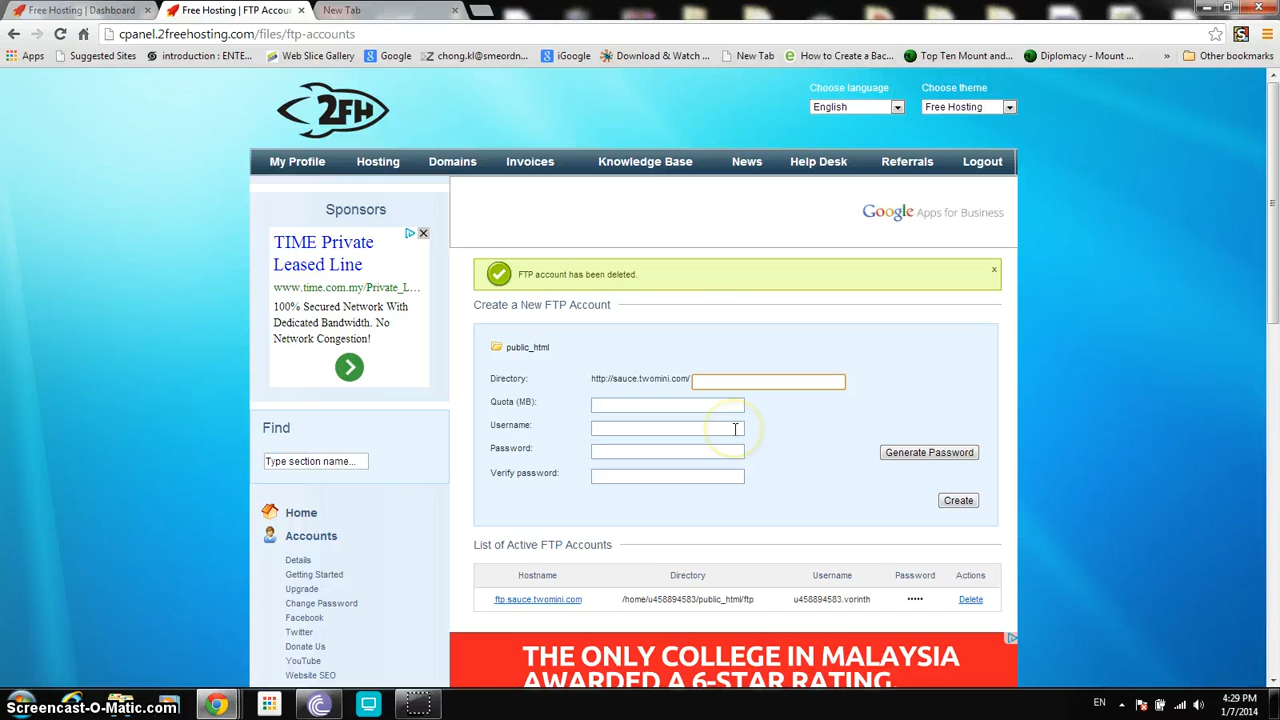 Free Hosting | Dashboard
Free Hosting | FTP Accou
New Tab
cpanel.2freehosting.com/files/ftp-accounts
Apps
Suggested Sites
introduction : ENTE...
Web Slice Gallery
Google
chong.kl@smeordn...
iGoogle
Download & Watch ...
New Tab
How to Create a Bac...
Top Ten Mount and...
Diplomacy - Mount ...
»
Other bookmarks
2FH
Choose language
Choose theme
English
Free Hosting
My Profile
Hosting
Domains
Invoices
Knowledge Base
News
Help Desk
Referrals
Logout
Sponsors
TIME Private
Leased Line
www.time.com.my/Private_L...
100% Secured Network With
Dedicated Bandwidth. No
Network Congestion!
Google Apps for Business
FTP account has been deleted.
x
Create a New FTP Account
public_html
Directory:
http://sauce.twomini.com/
Quota (MB):
Username:
Password:
Generate Password
Verify password:
Create
Find
Type section name...
Home
Accounts
Details
Getting Started
Upgrade
Change Password
Facebook
Twitter
Donate Us
YouTube
Website SEO
List of Active FTP Accounts
Hostname
Directory
Username
Password
Actions
ftp.sauce.twomini.com
/home/u458894583/public_html/ftp
u458894583.vorinth
•••••
Delete
THE ONLY COLLEGE IN MALAYSIA
AWARDED A 6-STAR RATING.
Screencast-O-Matic.com
EN
4:29 PM
1/7/2014